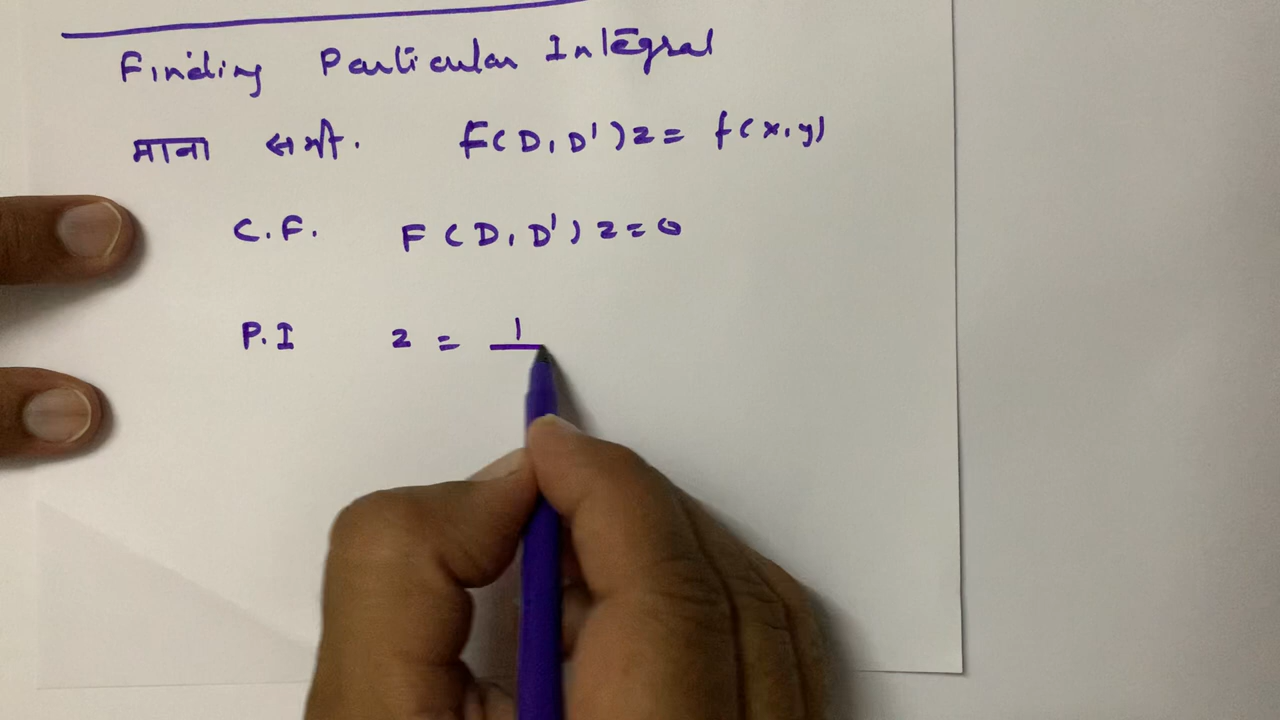 Finding Particular Integral
माना समी. F(D, D') z = f(x, y)
C.F. F(D, D') z = 0
P.I z = 1